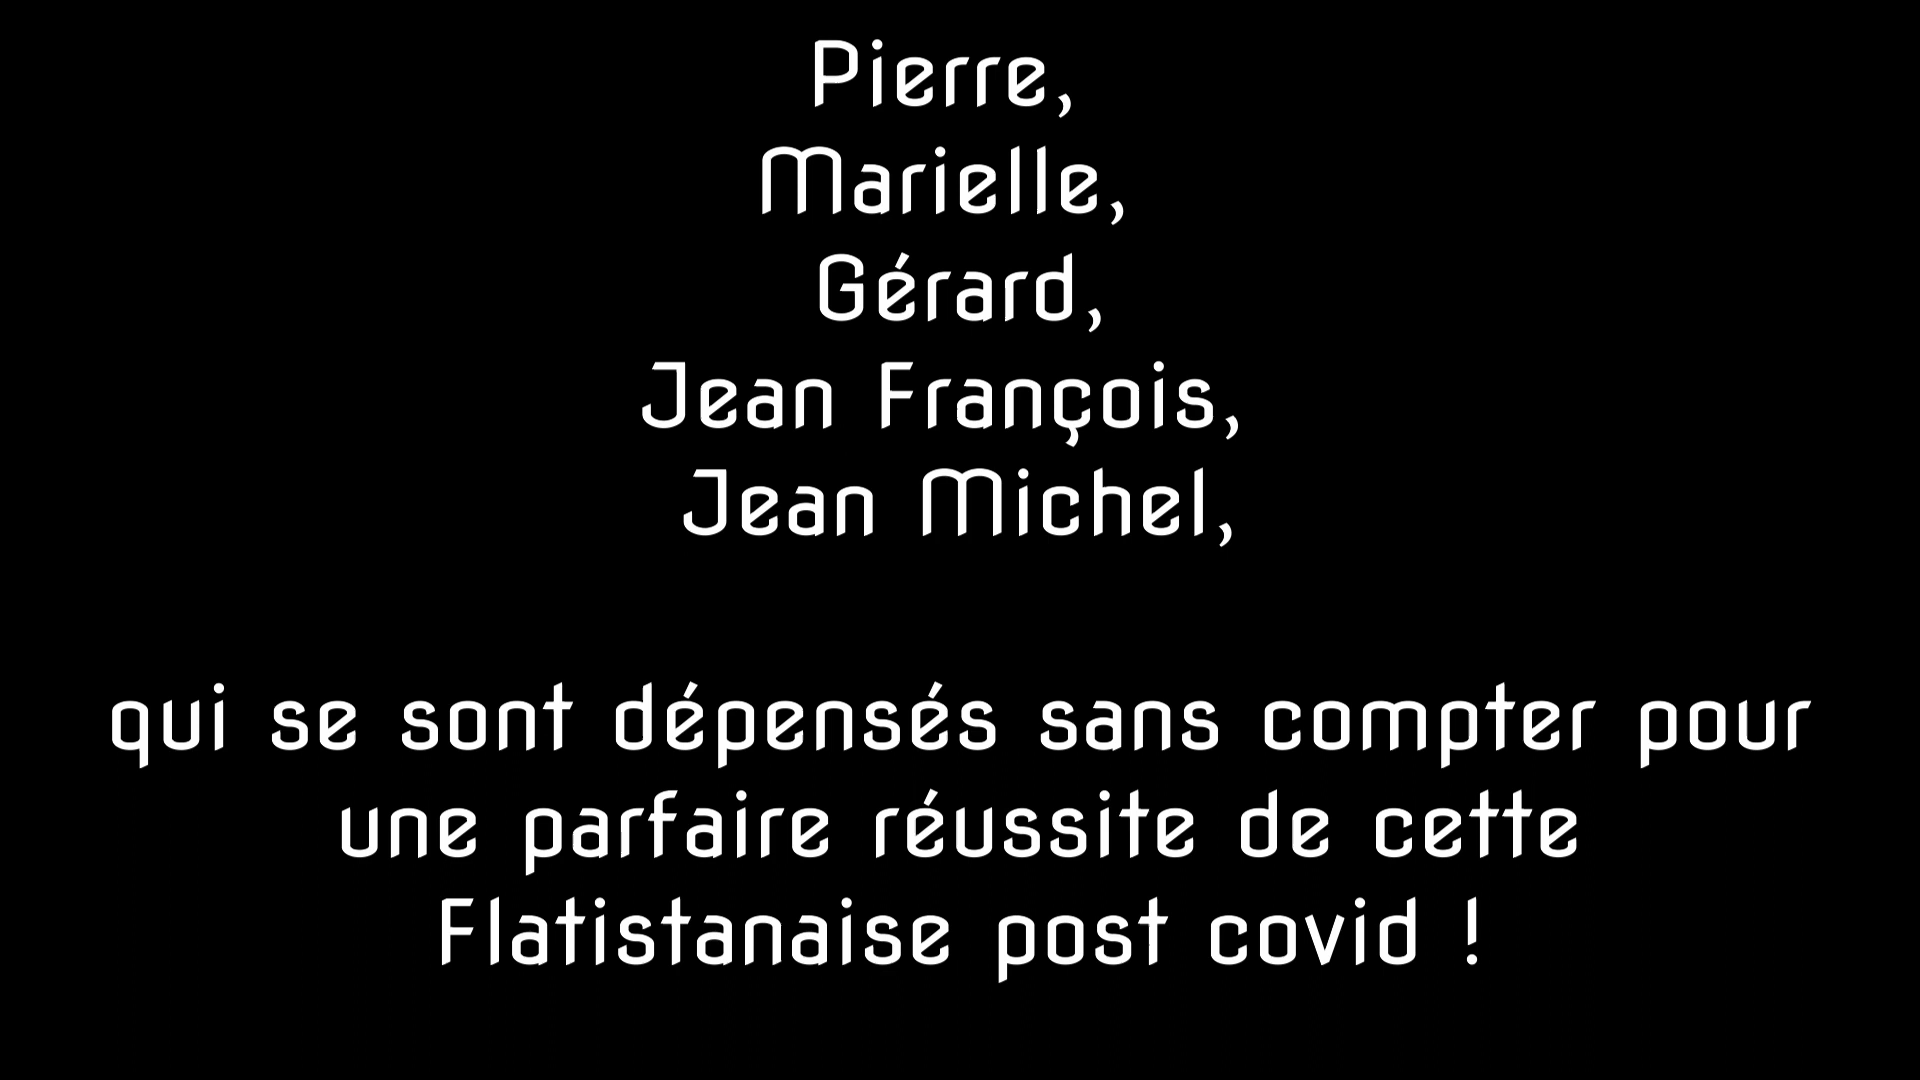 Pierre,
Marielle,
Gérard,
Jean François,
Jean Michel,
qui se sont dépensés sans compter pour
une parfaire réussite de cette
Flatistanaise post covid !